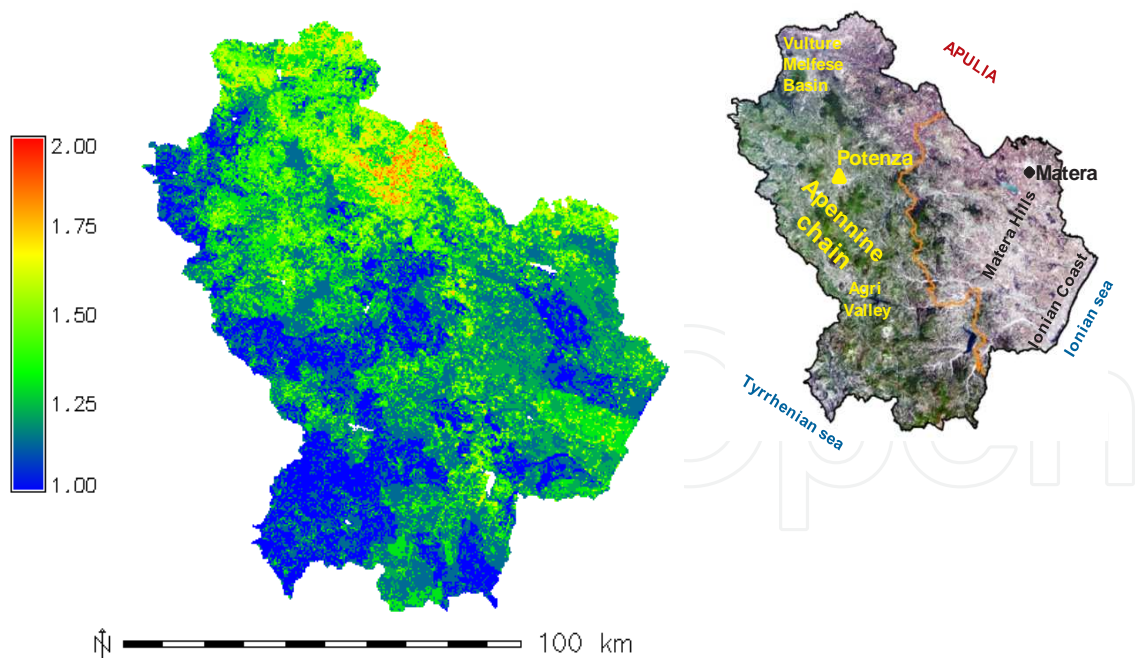 2.00
1.75
1.50
1.25
1.00
N
100 km
Vulture
Melfese
Basin
APULIA
Potenza
Matera
Apennine
chain
Matera Hills
Agri
Valley
Ionian Coast
Ionian sea
Tyrrhenian sea
Open